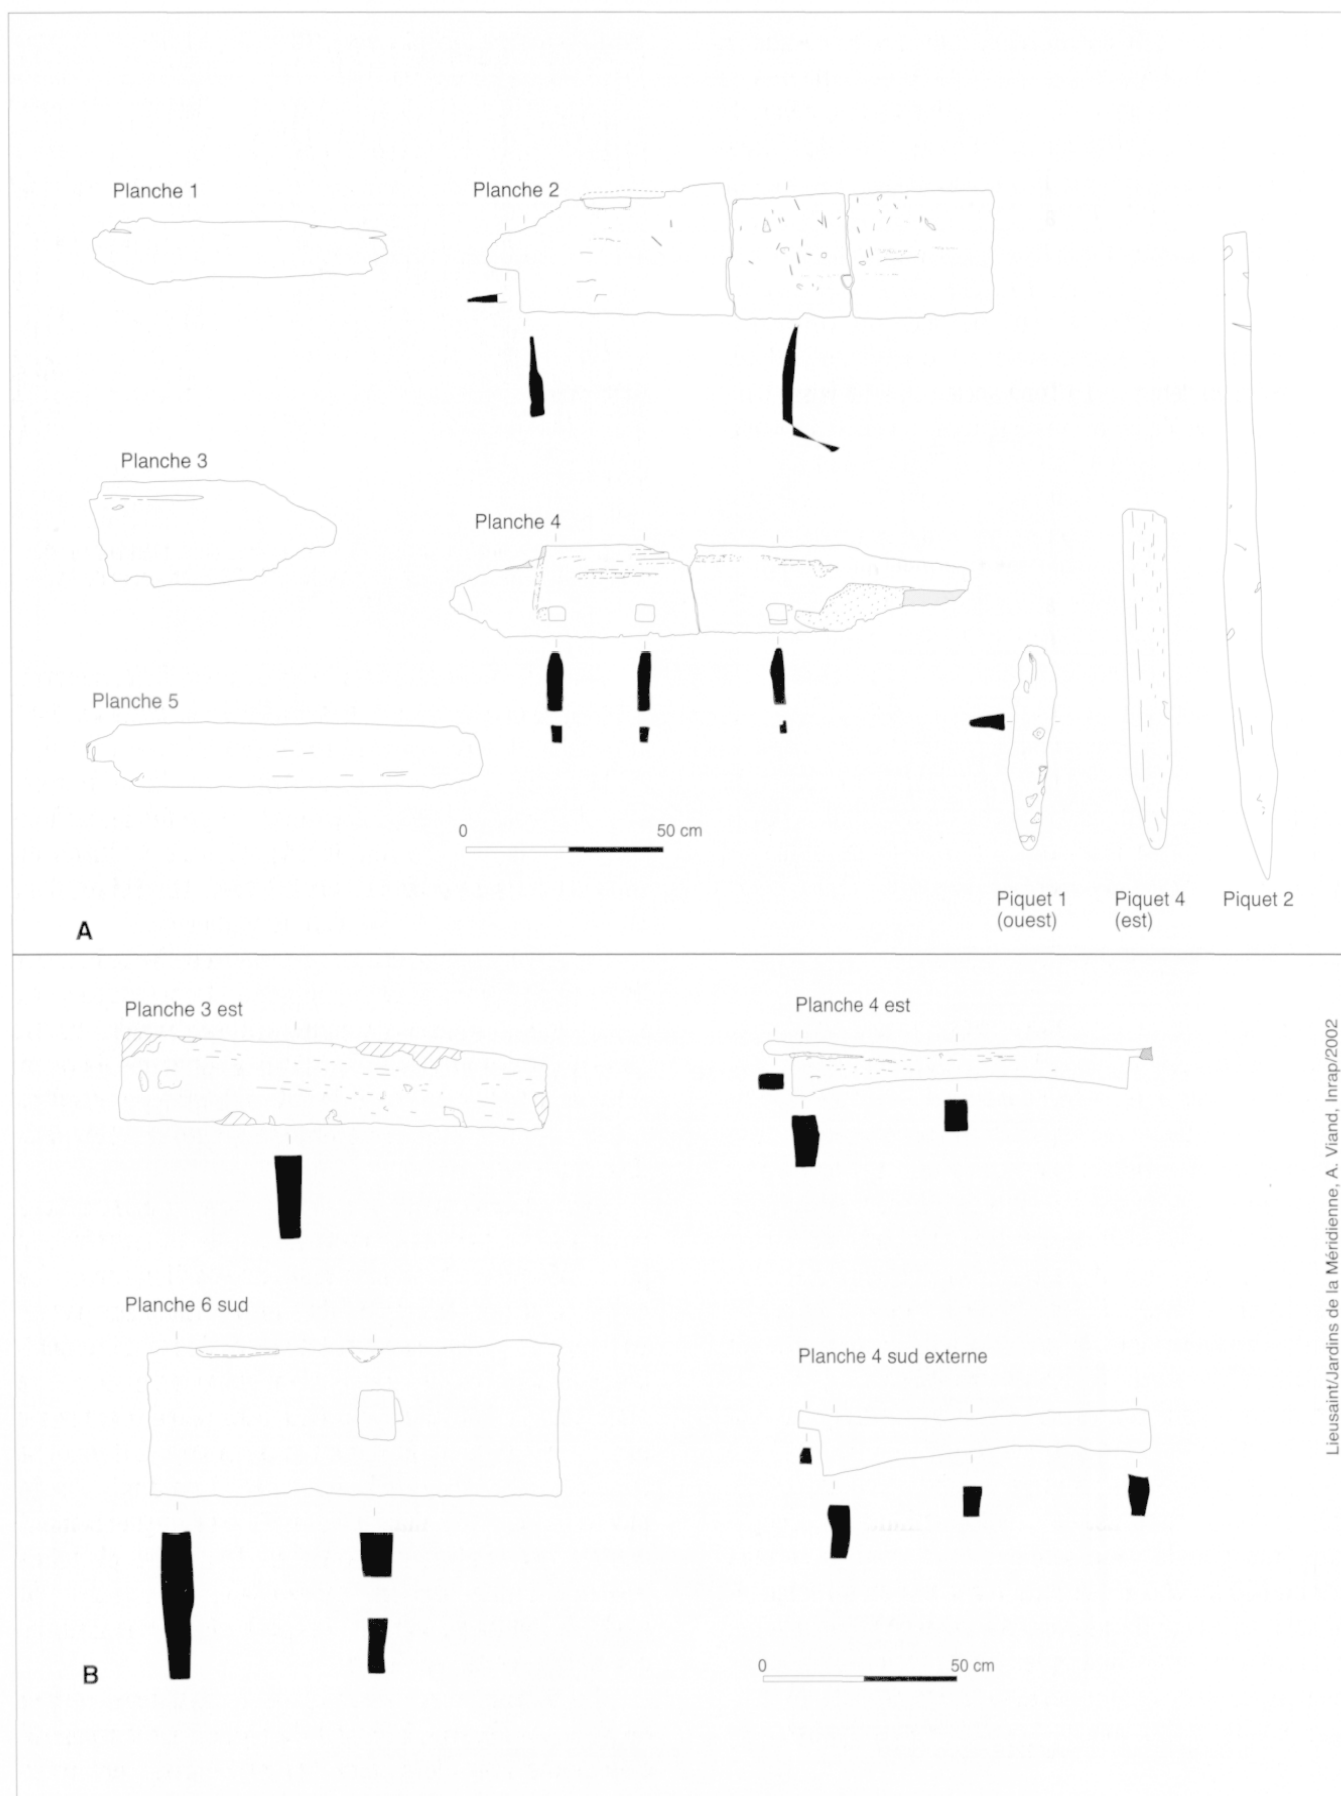 Planche 1
Planche 2
Planche 3
Planche 4
Planche 5
0 50 cm
Piquet 1
(ouest)
Piquet 4
(est)
Piquet 2
A
Planche 3 est
Planche 4 est
Planche 6 sud
Planche 4 sud externe
0 50 cm
B
Lieusaint/Jardins de la Méridienne, A. Viand, Inrap/2002